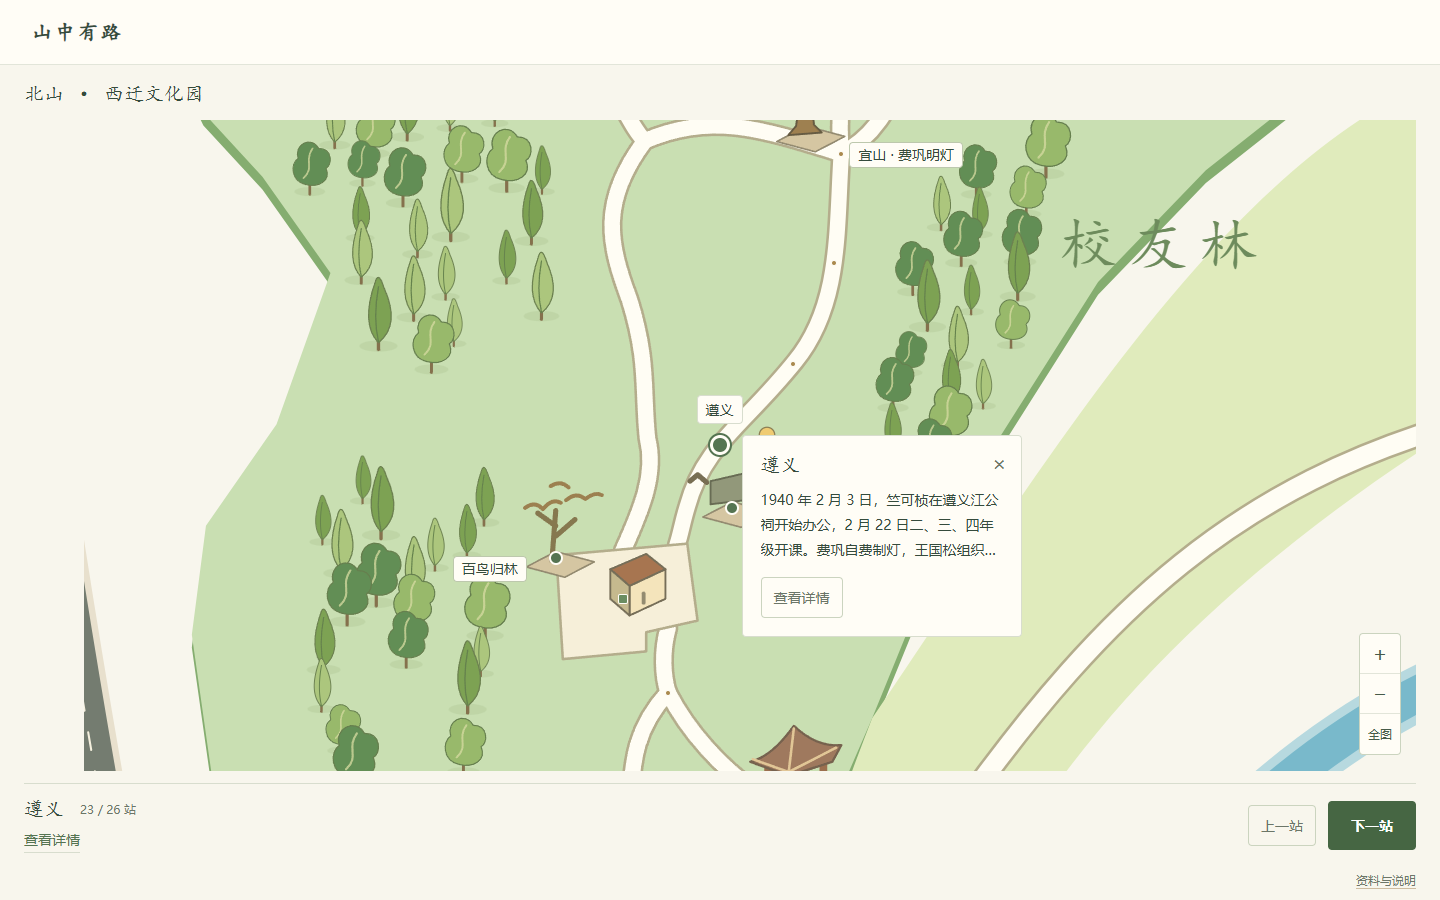 山中有路
北山 • 西迁文化园
宜山 · 费巩明灯
校友林
遵义
遵义
×
1940 年 2 月 3 日，竺可桢在遵义江公
祠开始办公，2 月 22 日二、三、四年
级开课。费巩自费制灯，王国松组织...
查看详情
百鸟归林
+
−
全图
遵义 23 / 26 站
查看详情
上一站
下一站
资料与说明